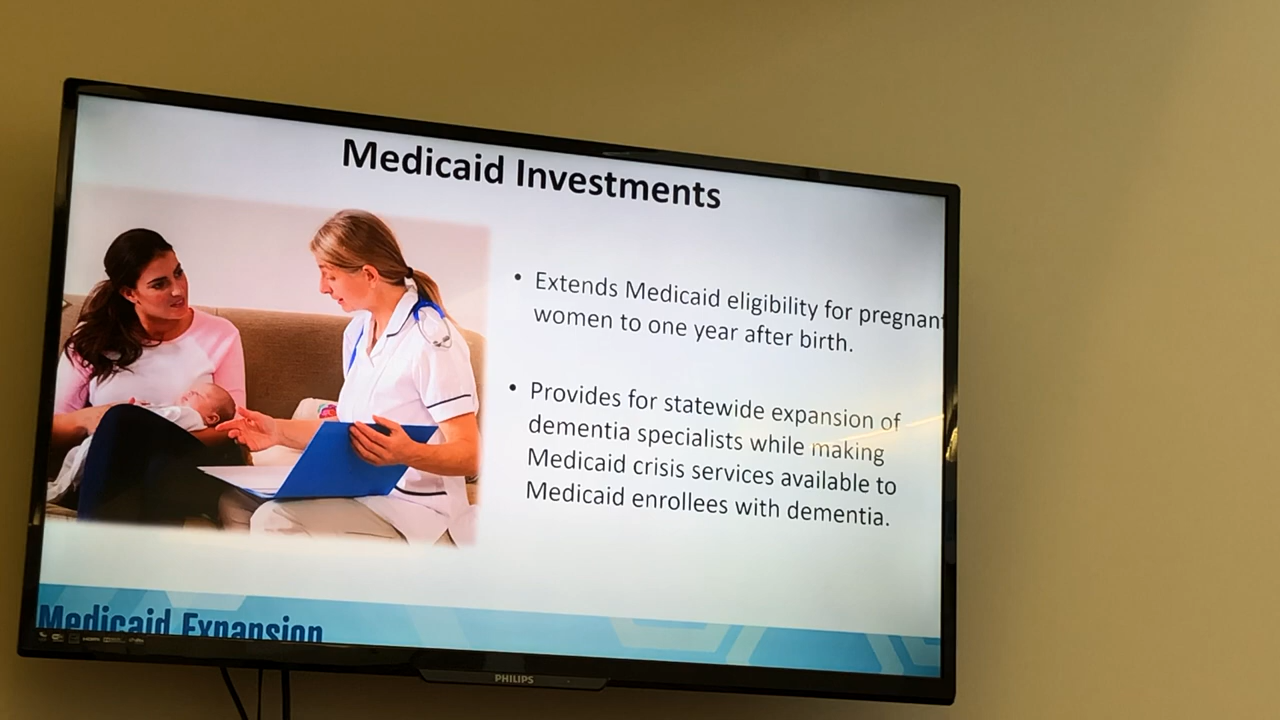 Medicaid Investments
• Extends Medicaid eligibility for pregnant
women to one year after birth.
• Provides for statewide expansion of
dementia specialists while making
Medicaid crisis services available to
Medicaid enrollees with dementia.
Medicaid Expansion
PHILIPS